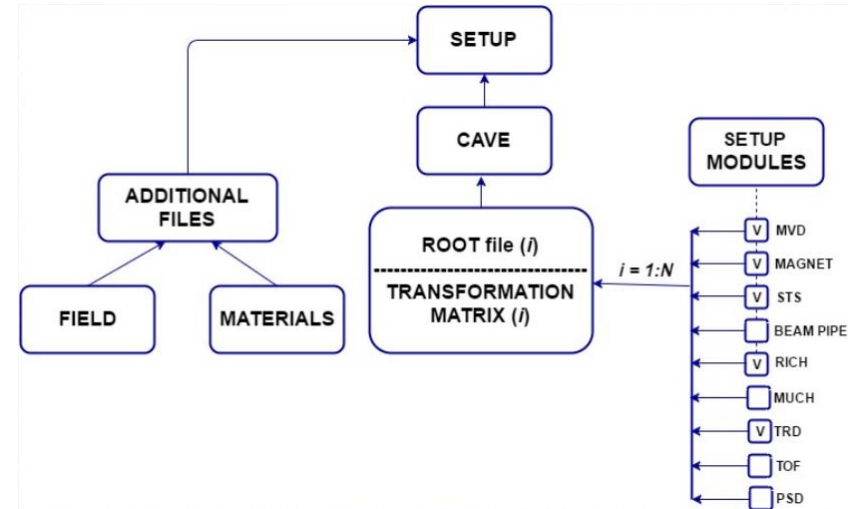 SETUP
CAVE
SETUP
MODULES
ADDITIONAL
FILES
ROOT file (i)
TRANSFORMATION
MATRIX (i)
i = 1:N
FIELD
MATERIALS
V MVD
V MAGNET
V STS
BEAM PIPE
V RICH
MUCH
V TRD
TOF
PSD